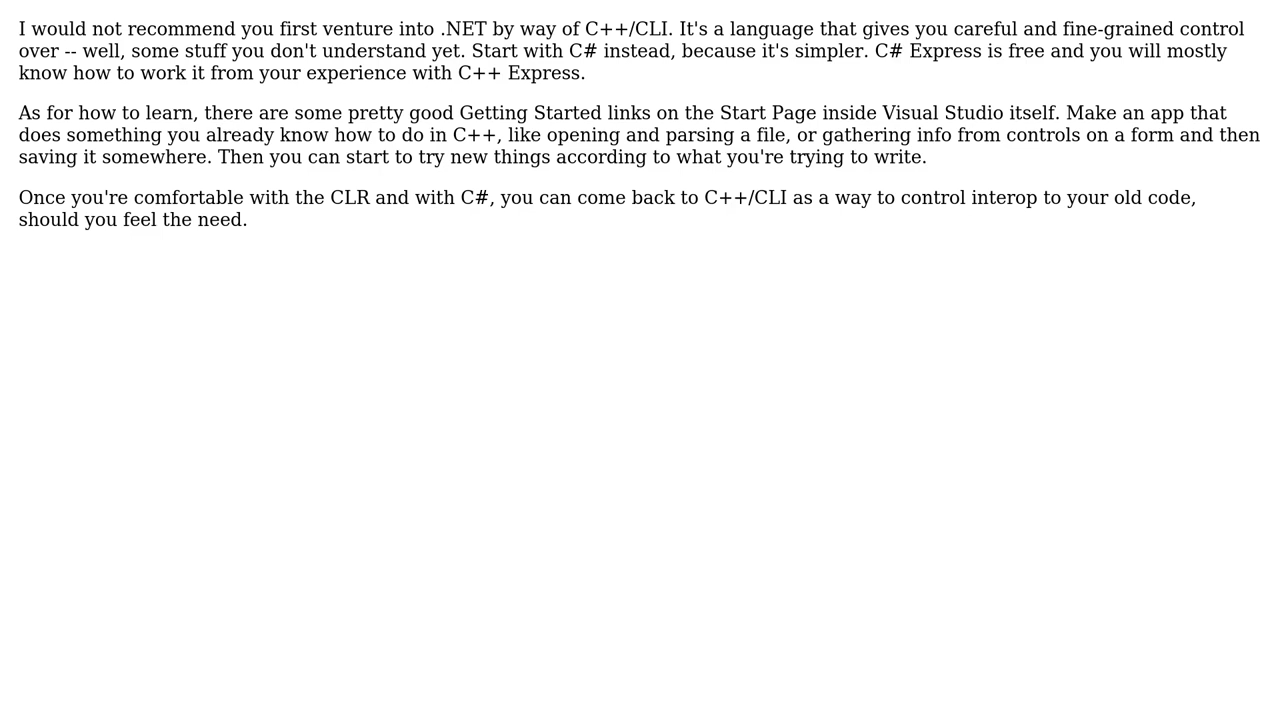 I would not recommend you first venture into .NET by way of C++/CLI. It's a language that gives you careful and fine-grained control
over -- well, some stuff you don't understand yet. Start with C# instead, because it's simpler. C# Express is free and you will mostly
know how to work it from your experience with C++ Express.
As for how to learn, there are some pretty good Getting Started links on the Start Page inside Visual Studio itself. Make an app that
does something you already know how to do in C++, like opening and parsing a file, or gathering info from controls on a form and then
saving it somewhere. Then you can start to try new things according to what you're trying to write.
Once you're comfortable with the CLR and with C#, you can come back to C++/CLI as a way to control interop to your old code,
should you feel the need.